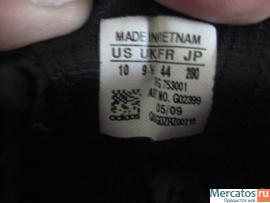 MADE IN VIETNAM
US UK FR JP
10 9½ 44 280
PG 753001
ART NO. G02399
05/09
adidas
Mercatos.ru